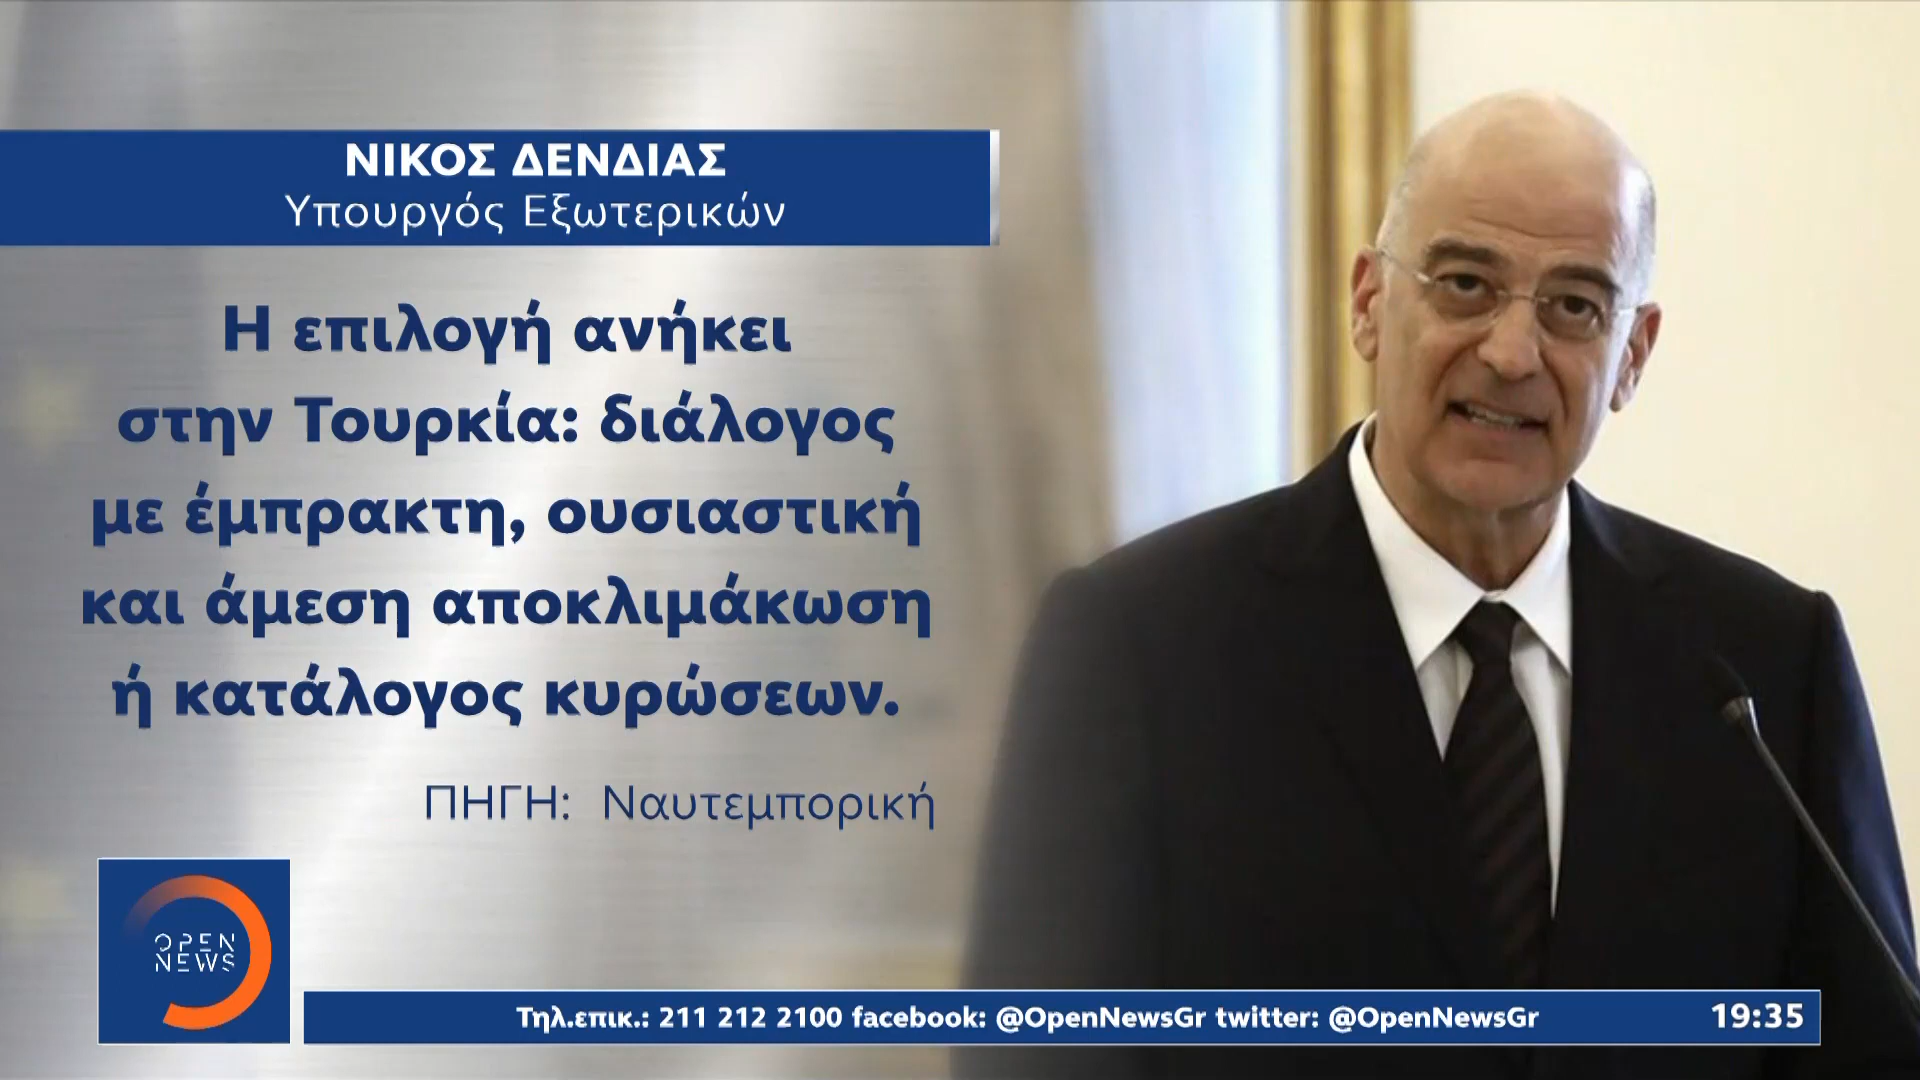 ΝΙΚΟΣ ΔΕΝΔΙΑΣ
Υπουργός Εξωτερικών
Η επιλογή ανήκει
στην Τουρκία: διάλογος
με έμπρακτη, ουσιαστική
και άμεση αποκλιμάκωση
ή κατάλογος κυρώσεων.
ΠΗΓΗ: Ναυτεμπορική
OPEN
NEWS
Τηλ.επικ.: 211 212 2100 facebook: @OpenNewsGr twitter: @OpenNewsGr
19:35